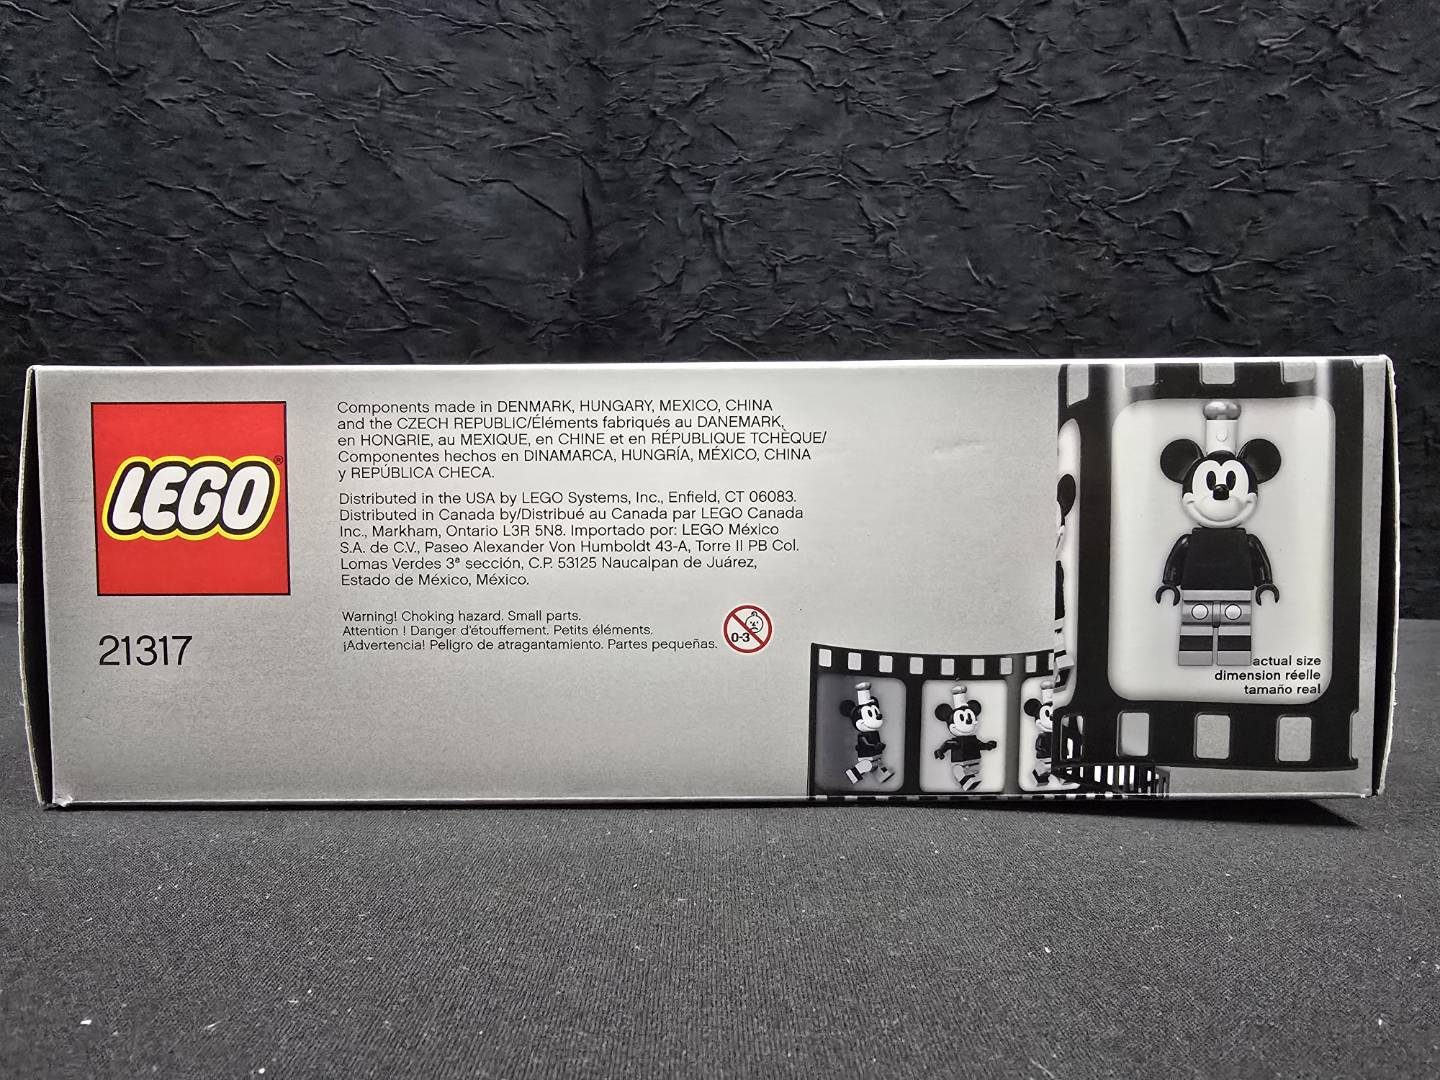 LEGO®
21317
Components made in DENMARK, HUNGARY, MEXICO, CHINA
and the CZECH REPUBLIC/Éléments fabriqués au DANEMARK,
en HONGRIE, au MEXIQUE, en CHINE et en RÉPUBLIQUE TCHÈQUE/
Componentes hechos en DINAMARCA, HUNGRÍA, MÉXICO, CHINA
y REPÚBLICA CHECA.
Distributed in the USA by LEGO Systems, Inc., Enfield, CT 06083.
Distributed in Canada by/Distribué au Canada par LEGO Canada
Inc., Markham, Ontario L3R 5N8. Importado por: LEGO México
S.A. de C.V., Paseo Alexander Von Humboldt 43-A, Torre II PB Col.
Lomas Verdes 3ª sección, C.P. 53125 Naucalpan de Juárez,
Estado de México, México.
Warning! Choking hazard. Small parts.
Attention ! Danger d'étouffement. Petits éléments.
¡Advertencia! Peligro de atragantamiento. Partes pequeñas.
0-3
actual size
dimension réelle
tamaño real